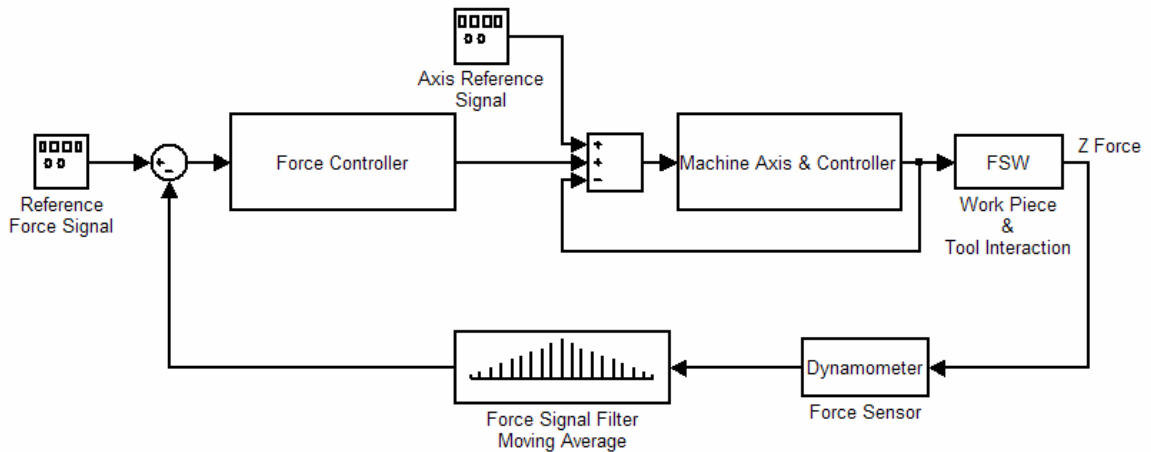 Axis Reference
Signal
Reference
Force Signal
+
-
Force Controller
+
+
-
Machine Axis & Controller
FSW
Z Force
Work Piece
&
Tool Interaction
Force Signal Filter
Moving Average
Dynamometer
Force Sensor